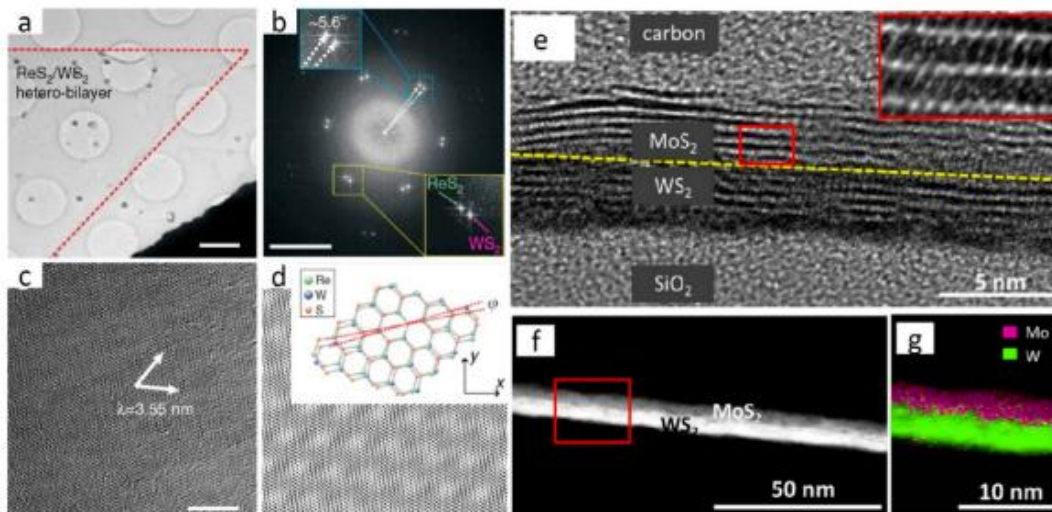 a
ReS₂/WS₂
hetero-bilayer
b
~5.6°
ReS₂
WS₂
c
λ=3.55 nm
d
Re
W
S
φ
y
x
e
carbon
MoS₂
WS₂
SiO₂
5 nm
f
MoS₂
WS₂
50 nm
g
Mo
W
10 nm